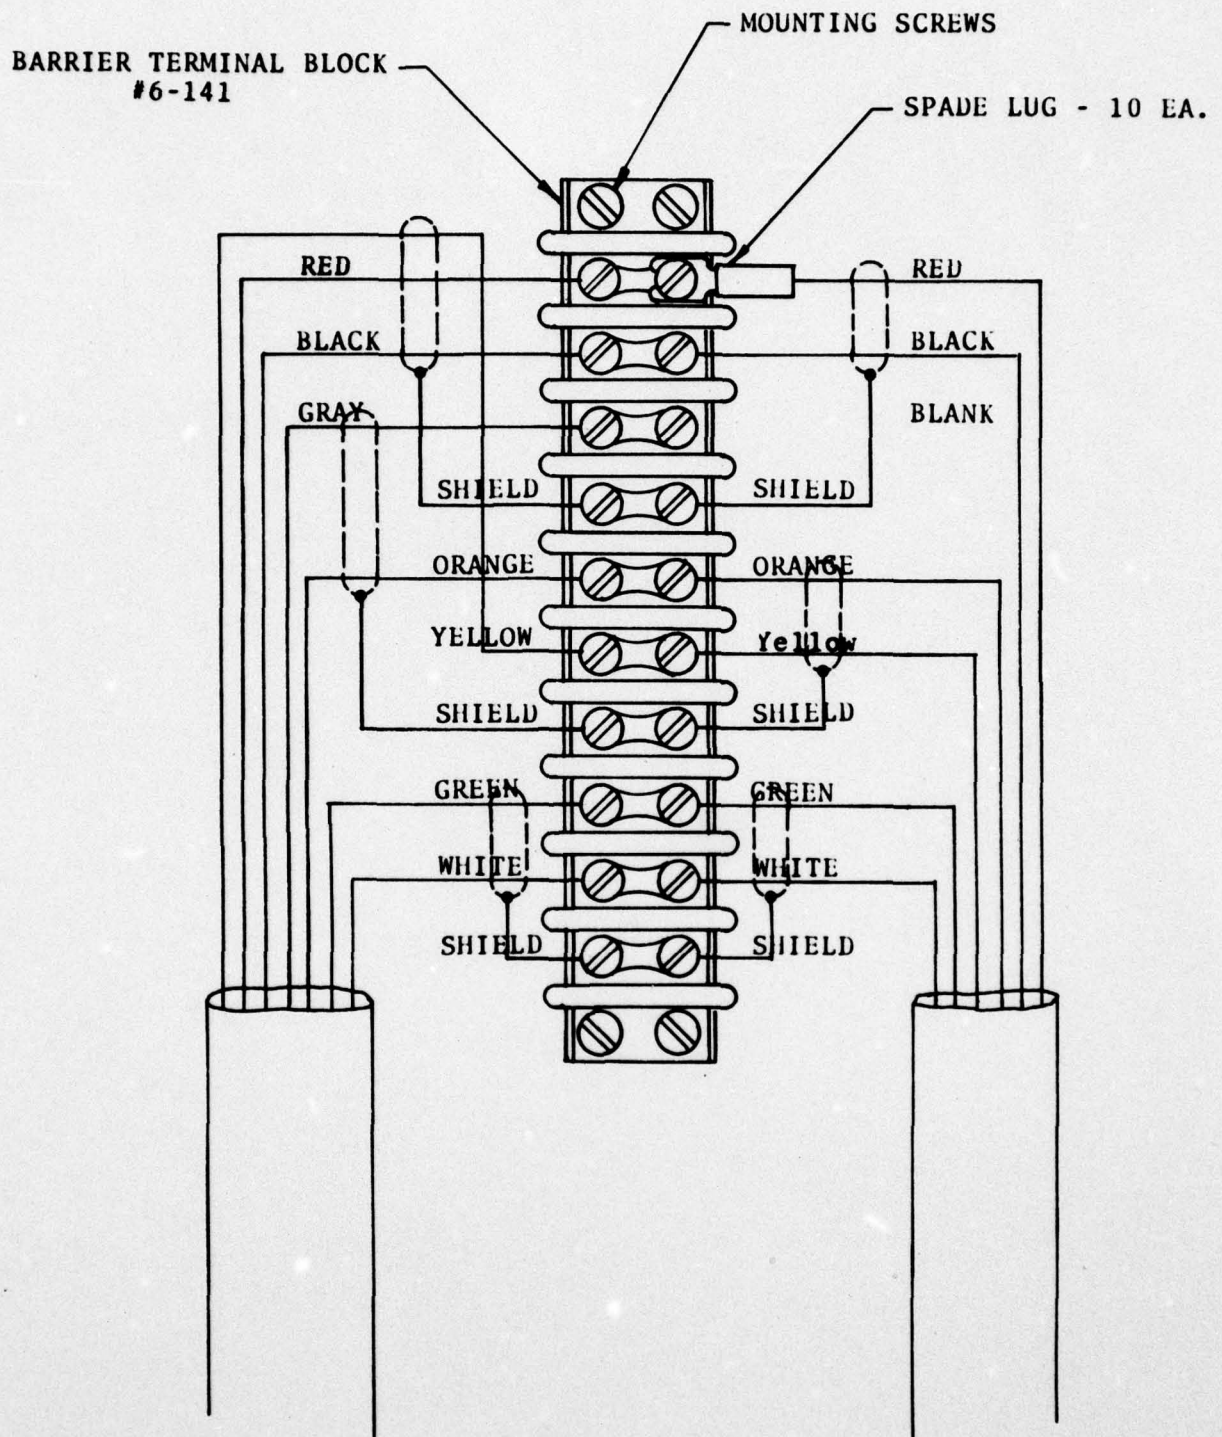 MOUNTING SCREWS
BARRIER TERMINAL BLOCK
#6-141
SPADE LUG - 10 EA.
RED
RED
BLACK
BLACK
GRAY
BLANK
SHIELD
SHIELD
ORANGE
ORANGE
YELLOW
Yellow
SHIELD
SHIELD
GREEN
GREEN
WHITE
WHITE
SHIELD
SHIELD